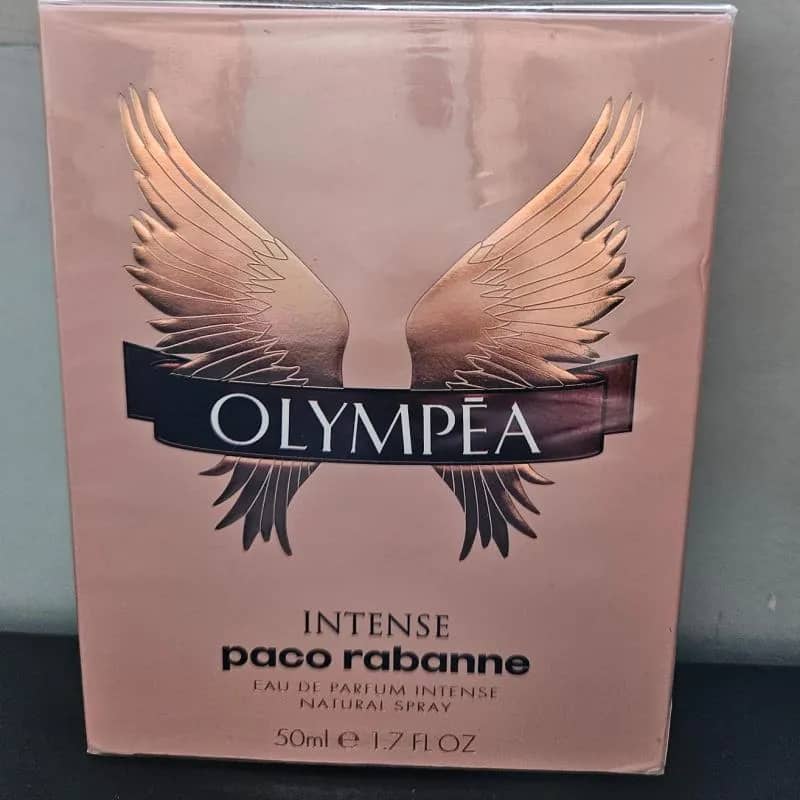 OLYMPĒA
INTENSE
paco rabanne
EAU DE PARFUM INTENSE
NATURAL SPRAY
50ml ℮ 1.7 FL OZ